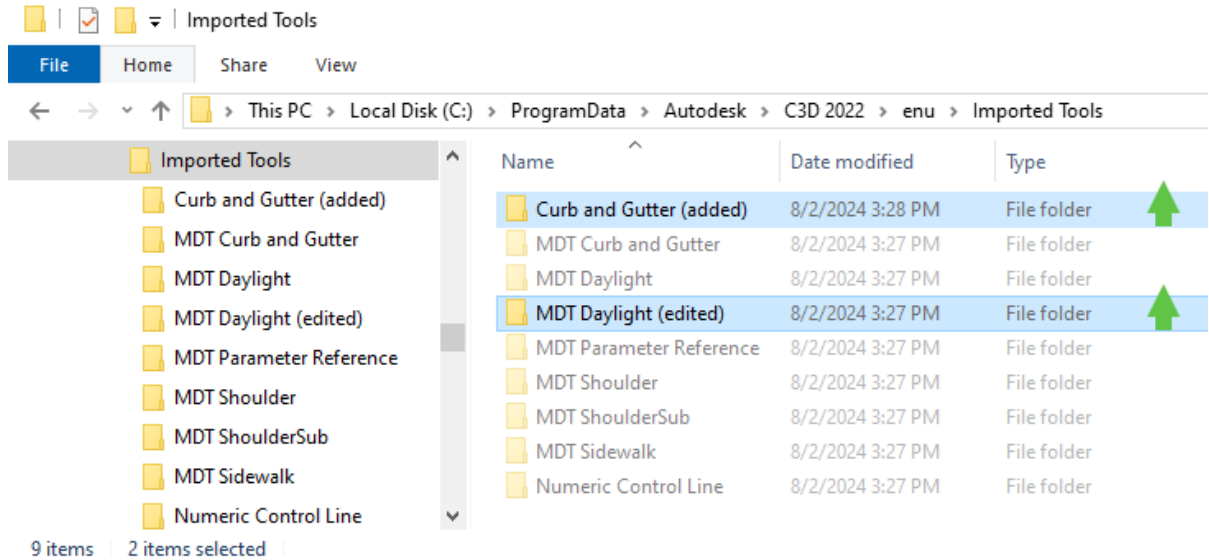 Imported Tools
File Home Share View
This PC > Local Disk (C:) > ProgramData > Autodesk > C3D 2022 > enu > Imported Tools
Imported Tools
Curb and Gutter (added)
MDT Curb and Gutter
MDT Daylight
MDT Daylight (edited)
MDT Parameter Reference
MDT Shoulder
MDT ShoulderSub
MDT Sidewalk
Numeric Control Line
Name Date modified Type
Curb and Gutter (added) 8/2/2024 3:28 PM File folder
MDT Curb and Gutter 8/2/2024 3:27 PM File folder
MDT Daylight 8/2/2024 3:27 PM File folder
MDT Daylight (edited) 8/2/2024 3:27 PM File folder
MDT Parameter Reference 8/2/2024 3:27 PM File folder
MDT Shoulder 8/2/2024 3:27 PM File folder
MDT ShoulderSub 8/2/2024 3:27 PM File folder
MDT Sidewalk 8/2/2024 3:27 PM File folder
Numeric Control Line 8/2/2024 3:27 PM File folder
9 items 2 items selected